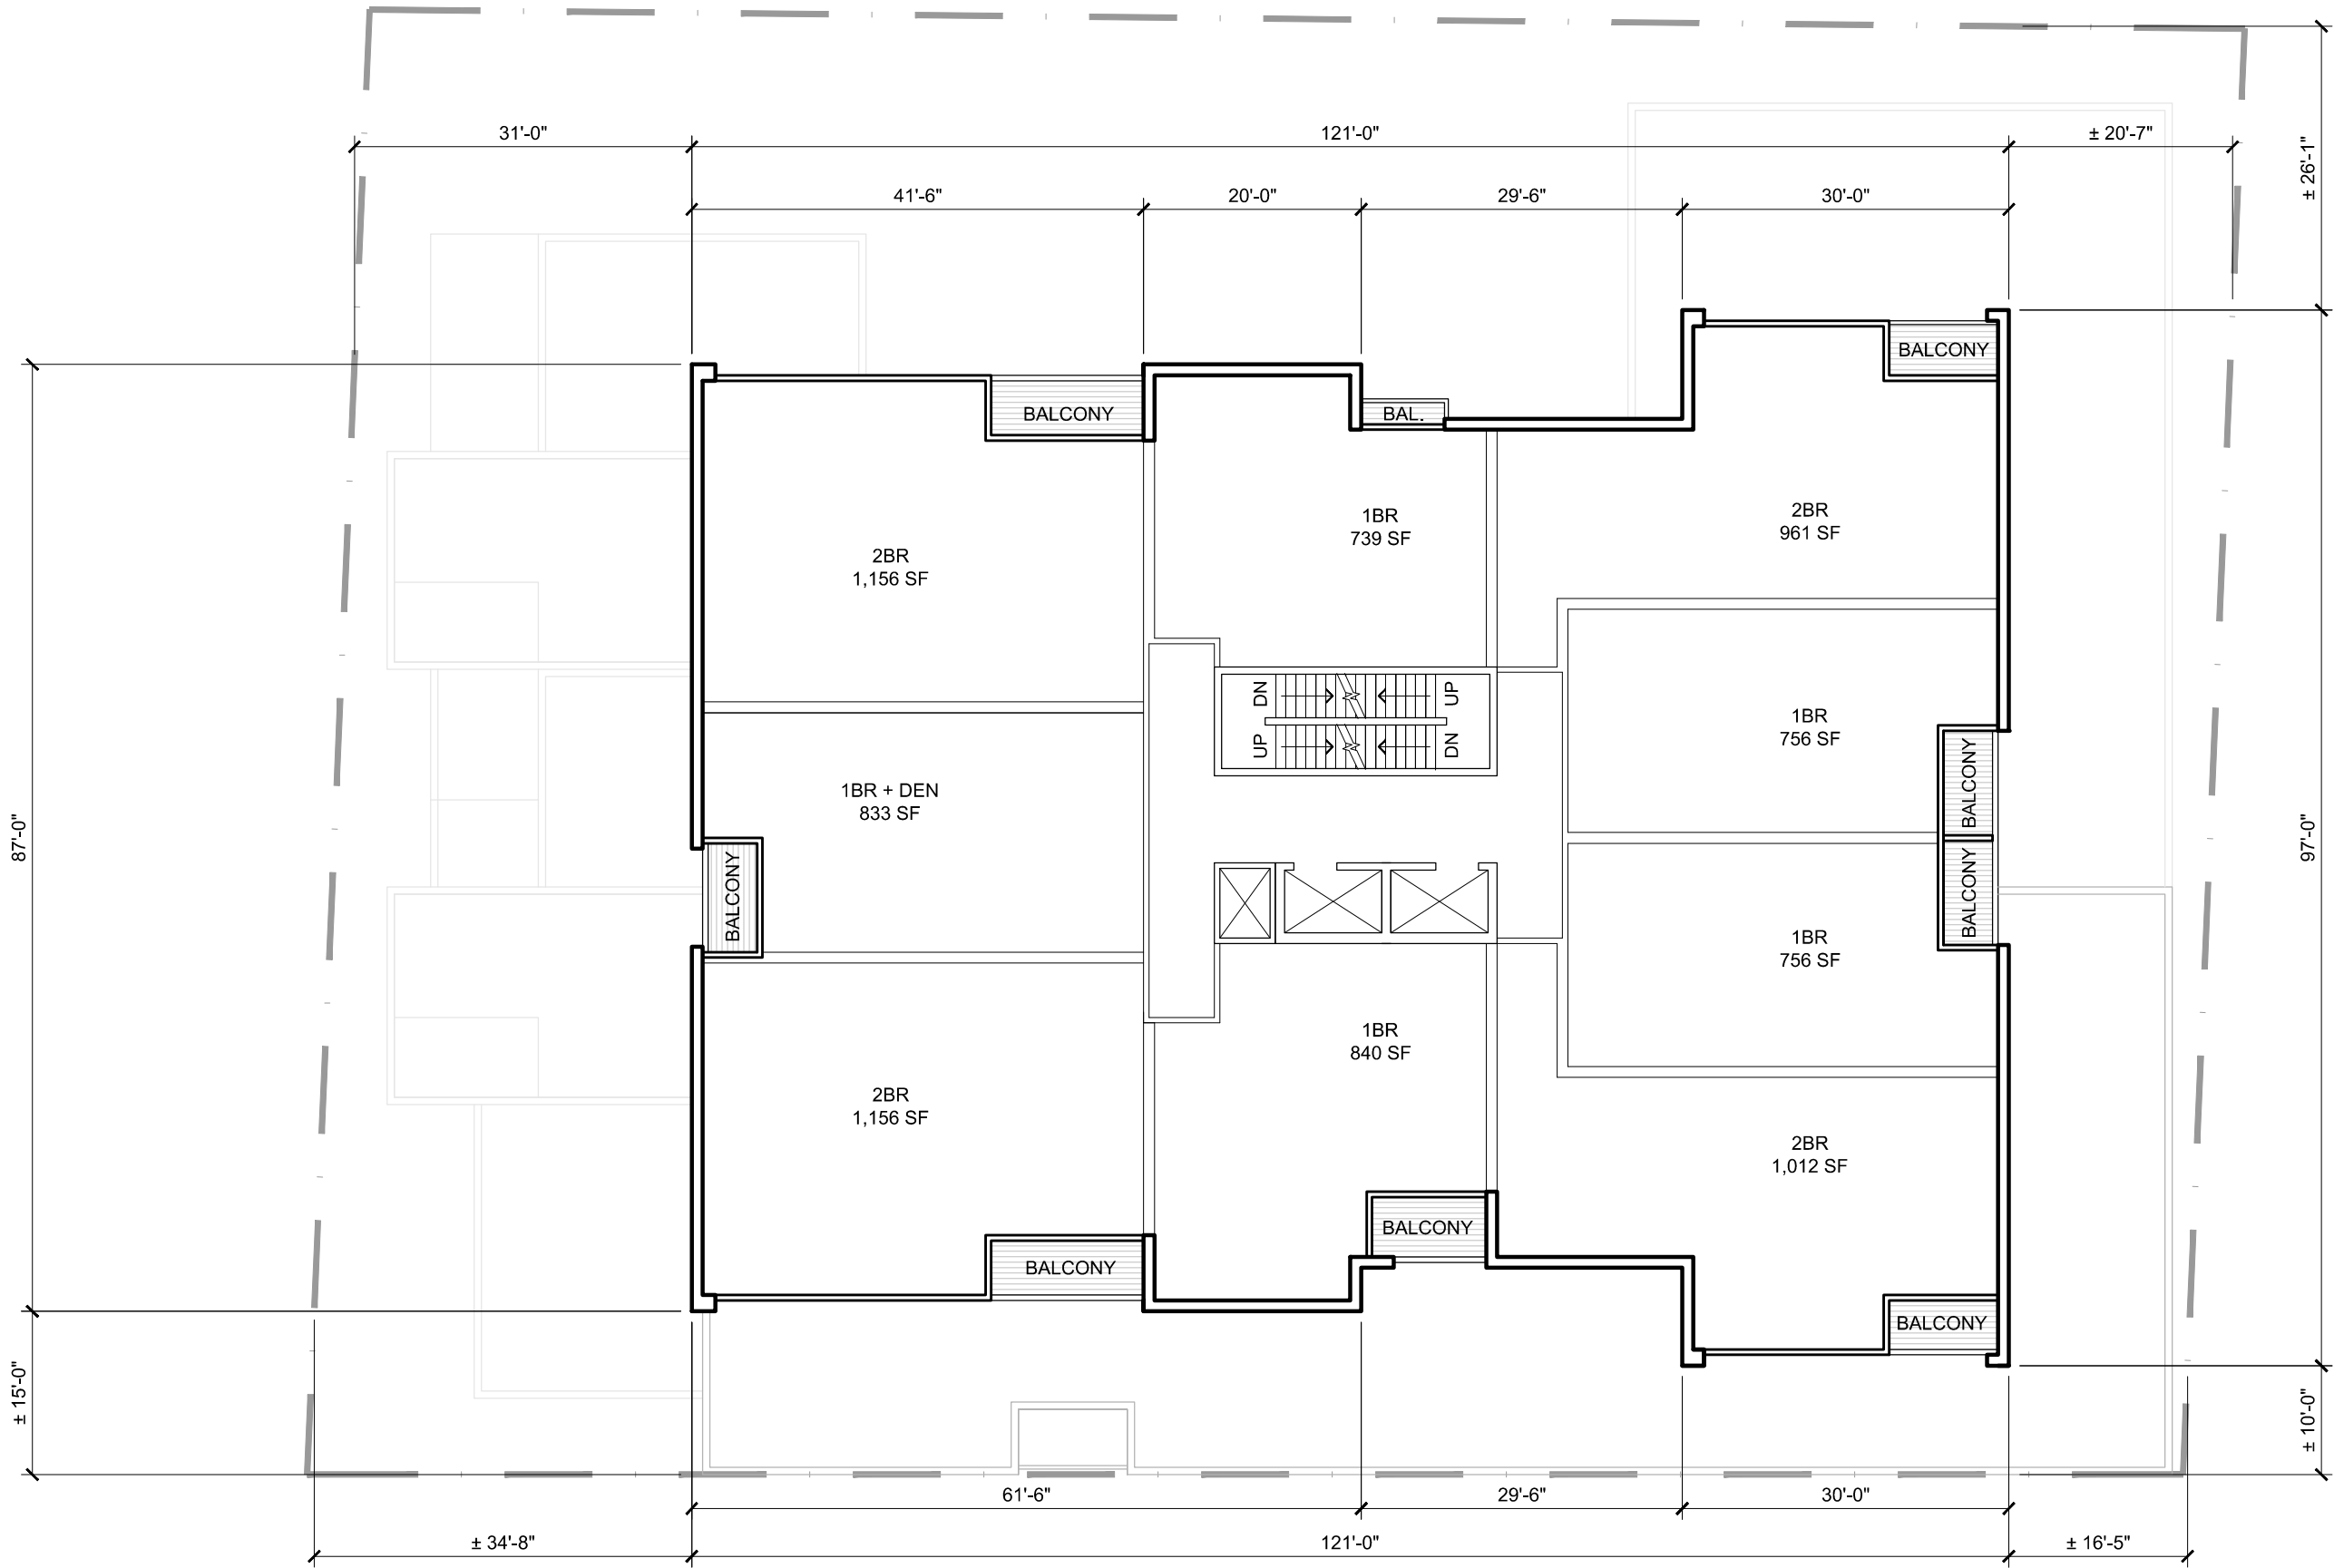 31'-0"
121'-0"
± 20'-7"
± 26'-1"
41'-6"
20'-0"
29'-6"
30'-0"
BALCONY
BALCONY
BAL.
2BR
961 SF
1BR
739 SF
2BR
1,156 SF
DN
UP
UP
DN
1BR
756 SF
BALCONY
1BR + DEN
833 SF
87'-0"
97'-0"
BALCONY
BALCONY
1BR
756 SF
1BR
840 SF
2BR
1,156 SF
2BR
1,012 SF
BALCONY
BALCONY
BALCONY
± 15'-0"
± 10'-0"
61'-6"
29'-6"
30'-0"
± 34'-8"
121'-0"
± 16'-5"